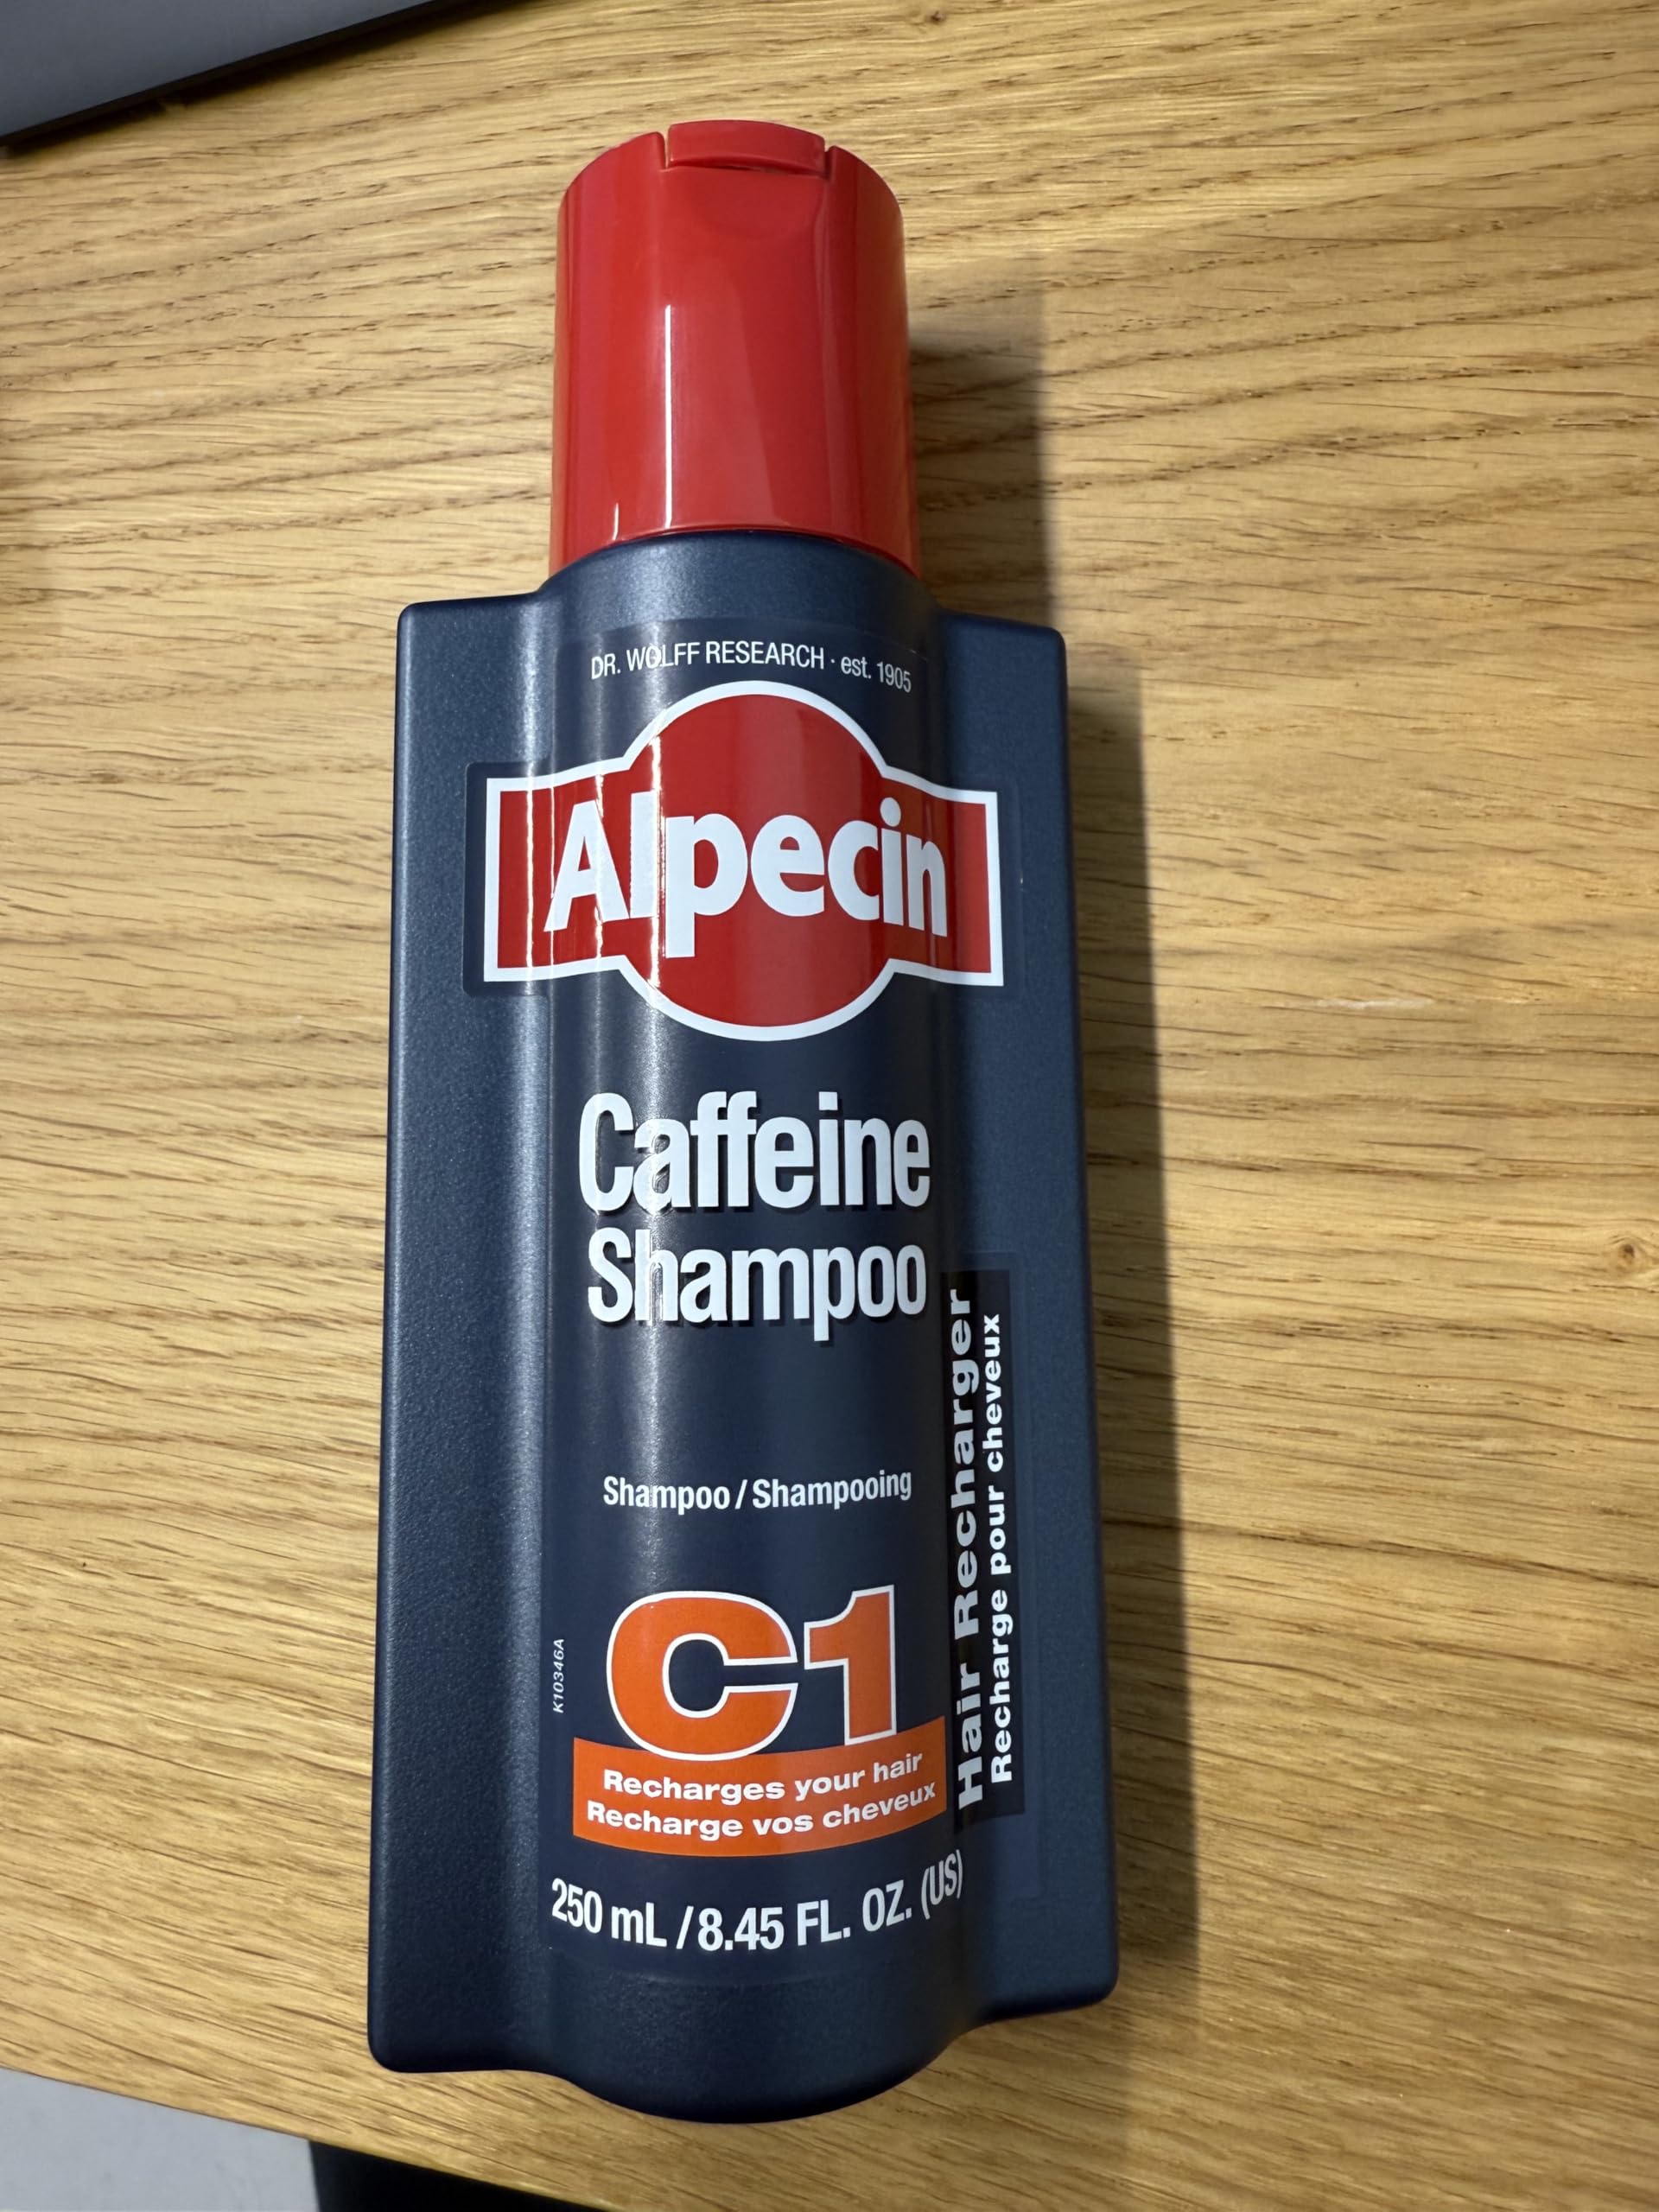 DR. WOLFF RESEARCH · est. 1905
Alpecin
Caffeine
Shampoo
Shampoo / Shampooing
C1
Recharges your hair
Recharge vos cheveux
250 mL / 8.45 FL. OZ. (US)
Hair Recharger
Recharge pour cheveux
K10346A